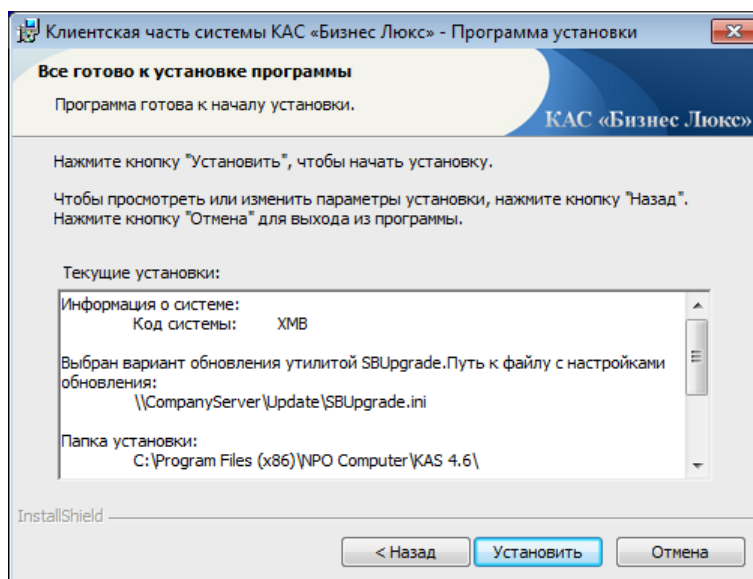 Клиентская часть системы КАС «Бизнес Люкс» - Программа установки
Все готово к установке программы
Программа готова к началу установки.
КАС «Бизнес Люкс»
Нажмите кнопку "Установить", чтобы начать установку.
Чтобы просмотреть или изменить параметры установки, нажмите кнопку "Назад".
Нажмите кнопку "Отмена" для выхода из программы.
Текущие установки:
Информация о системе:
Код системы: XMB
Выбран вариант обновления утилитой SBUpgrade.Путь к файлу с настройками
обновления:
\\CompanyServer\Update\SBUpgrade.ini
Папка установки:
C:\Program Files (x86)\NPO Computer\KAS 4.6\
InstallShield
< Назад
Установить
Отмена